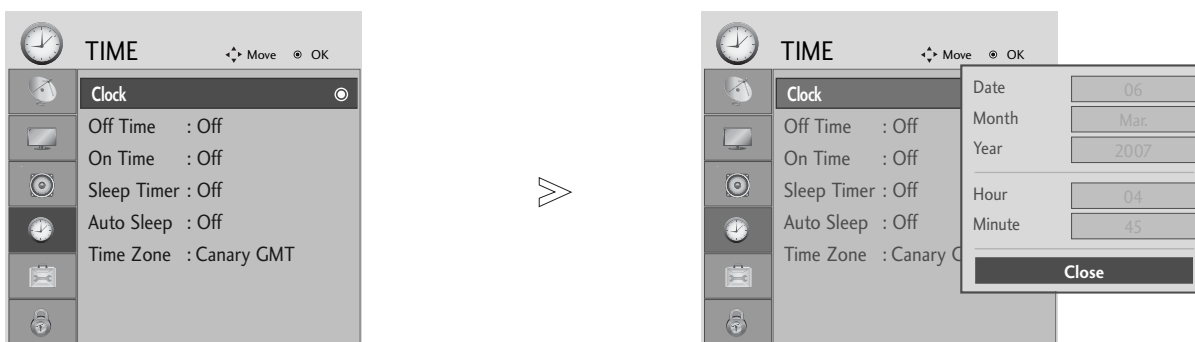 TIME
Move OK
Clock
Off Time : Off
On Time : Off
Sleep Timer : Off
Auto Sleep : Off
Time Zone : Canary GMT
TIME
Move OK
Clock
Off Time : Off
On Time : Off
Sleep Timer : Off
Auto Sleep : Off
Time Zone : Canary G
Date 06
Month Mar.
Year 2007
Hour 04
Minute 45
Close